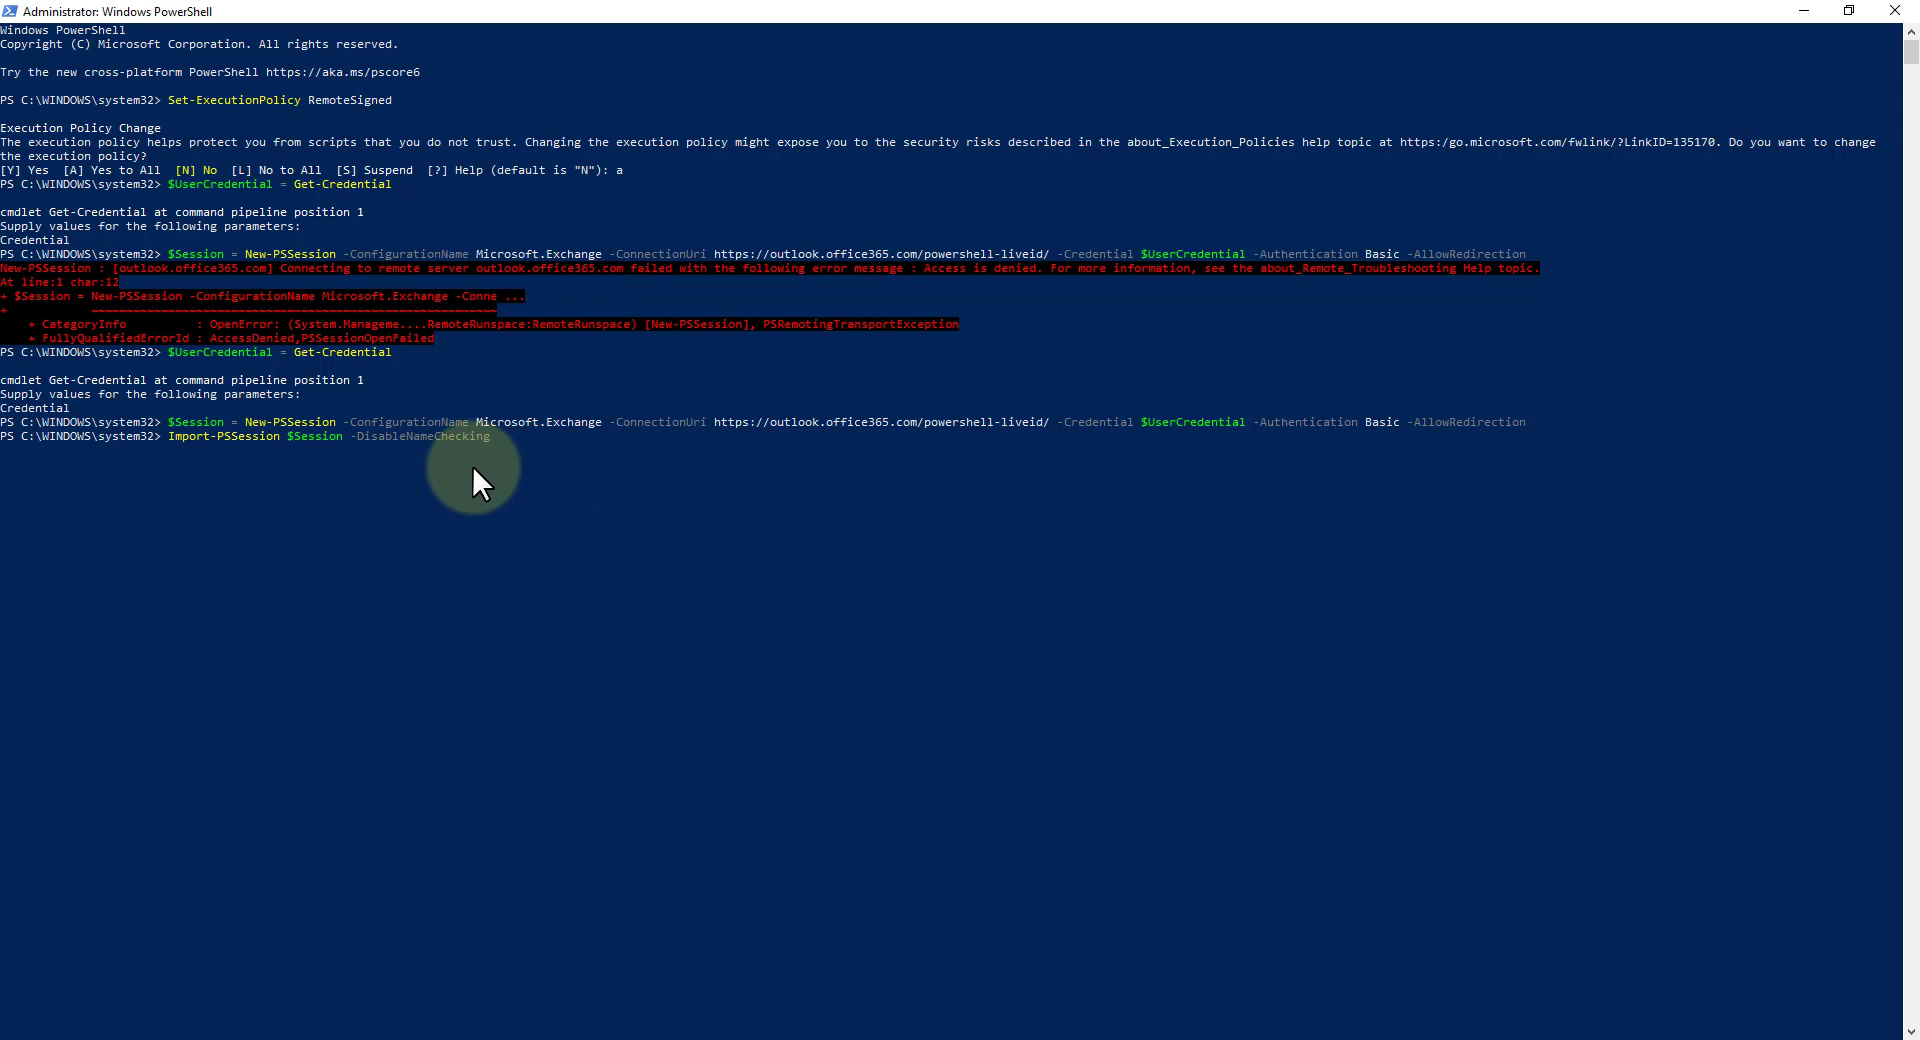 Administrator: Windows PowerShell
Windows PowerShell
Copyright (C) Microsoft Corporation. All rights reserved.
Try the new cross-platform PowerShell https://aka.ms/pscore6
PS C:\WINDOWS\system32> Set-ExecutionPolicy RemoteSigned
Execution Policy Change
The execution policy helps protect you from scripts that you do not trust. Changing the execution policy might expose you to the security risks described in the about_Execution_Policies help topic at https:/go.microsoft.com/fwlink/?LinkID=135170. Do you want to change
the execution policy?
[Y] Yes  [A] Yes to All  [N] No  [L] No to All  [S] Suspend  [?] Help (default is "N"): a
PS C:\WINDOWS\system32> $UserCredential = Get-Credential
cmdlet Get-Credential at command pipeline position 1
Supply values for the following parameters:
Credential
PS C:\WINDOWS\system32> $Session = New-PSSession -ConfigurationName Microsoft.Exchange -ConnectionUri https://outlook.office365.com/powershell-liveid/ -Credential $UserCredential -Authentication Basic -AllowRedirection
New-PSSession : [outlook.office365.com] Connecting to remote server outlook.office365.com failed with the following error message : Access is denied. For more information, see the about_Remote_Troubleshooting Help topic.
At line:1 char:12
+ $Session = New-PSSession -ConfigurationName Microsoft.Exchange -Conne ...
+            ~~~~~~~~~~~~~~~~~~~~~~~~~~~~~~~~~~~~~~~~~~~~~~~~~~~~~~~~~~
    + CategoryInfo          : OpenError: (System.Manageme....RemoteRunspace:RemoteRunspace) [New-PSSession], PSRemotingTransportException
    + FullyQualifiedErrorId : AccessDenied,PSSessionOpenFailed
PS C:\WINDOWS\system32> $UserCredential = Get-Credential
cmdlet Get-Credential at command pipeline position 1
Supply values for the following parameters:
Credential
PS C:\WINDOWS\system32> $Session = New-PSSession -ConfigurationName Microsoft.Exchange -ConnectionUri https://outlook.office365.com/powershell-liveid/ -Credential $UserCredential -Authentication Basic -AllowRedirection
PS C:\WINDOWS\system32> Import-PSSession $Session -DisableNameChecking